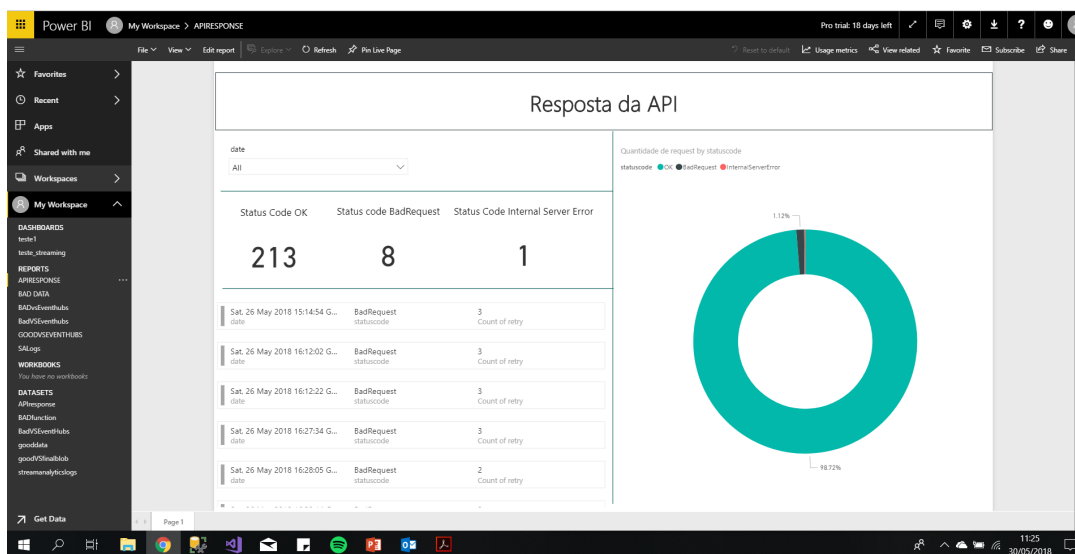 Power BI My Workspace > APIRESPONSE Pro trial: 18 days left ?
File View Edit report Explore Refresh Pin Live Page Reset to default Usage metrics View related Favorite Subscribe Share
Favorites
Recent
Apps
Shared with me
Workspaces
My Workspace
DASHBOARDS
teste1
teste_streaming
REPORTS
APIRESPONSE ...
BAD DATA
BADvsEventhubs
BadVSEventhubs
GOODVSEVENTHUBS
SALogs
WORKBOOKS
You have no workbooks
DATASETS
APIresponse
BADfunction
BadVSEventHubs
gooddata
goodVSfinalblob
streamanalyticslogs
Get Data
Resposta da API
date
All
Status Code OK Status code BadRequest Status Code Internal Server Error
213 8 1
Sat, 26 May 2018 15:14:54 G... BadRequest 3
date statuscode Count of retry
Sat, 26 May 2018 16:12:02 G... BadRequest 3
date statuscode Count of retry
Sat, 26 May 2018 16:12:22 G... BadRequest 3
date statuscode Count of retry
Sat, 26 May 2018 16:27:34 G... BadRequest 3
date statuscode Count of retry
Sat, 26 May 2018 16:28:05 G... BadRequest 2
date statuscode Count of retry
Quantidade de request by statuscode
statuscode OK BadRequest InternalServerError
1.12%
98.72%
Page 1
11:25
30/05/2018